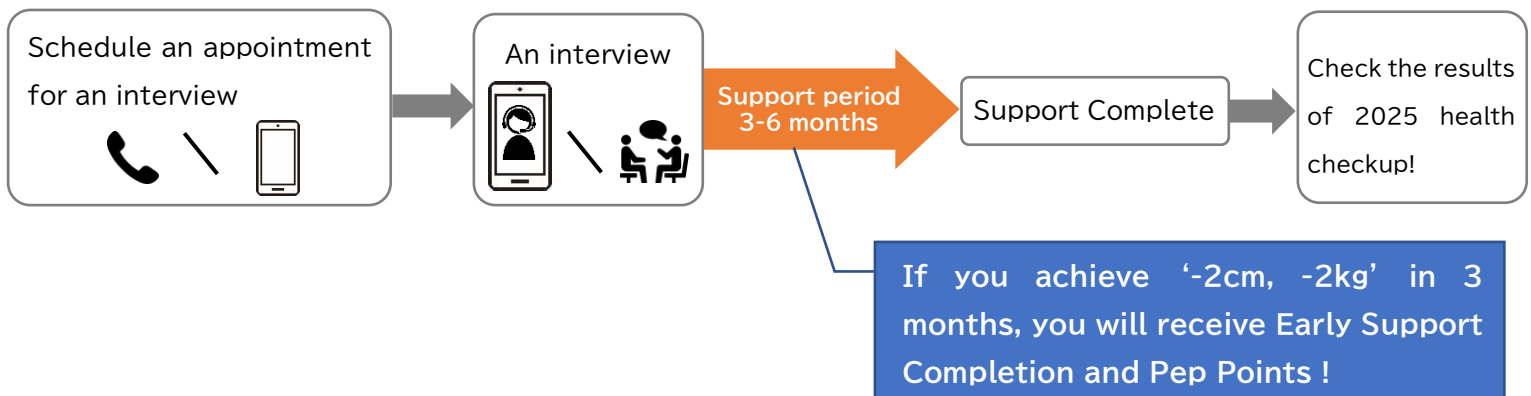 Schedule an appointment
for an interview
An interview
Support period
3-6 months
Support Complete
Check the results
of 2025 health
checkup!
If you achieve ‘-2cm, -2kg’ in 3
months, you will receive Early Support
Completion and Pep Points !